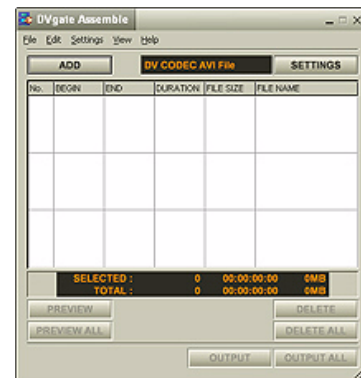 DVgate Assemble
File Edit Settings View Help
ADD DV CODEC AVI File SETTINGS
No. BEGIN END DURATION FILE SIZE FILE NAME
SELECTED : 0 00:00:00:00 0MB
TOTAL : 0 00:00:00:00 0MB
PREVIEW DELETE
PREVIEW ALL DELETE ALL
OUTPUT OUTPUT ALL